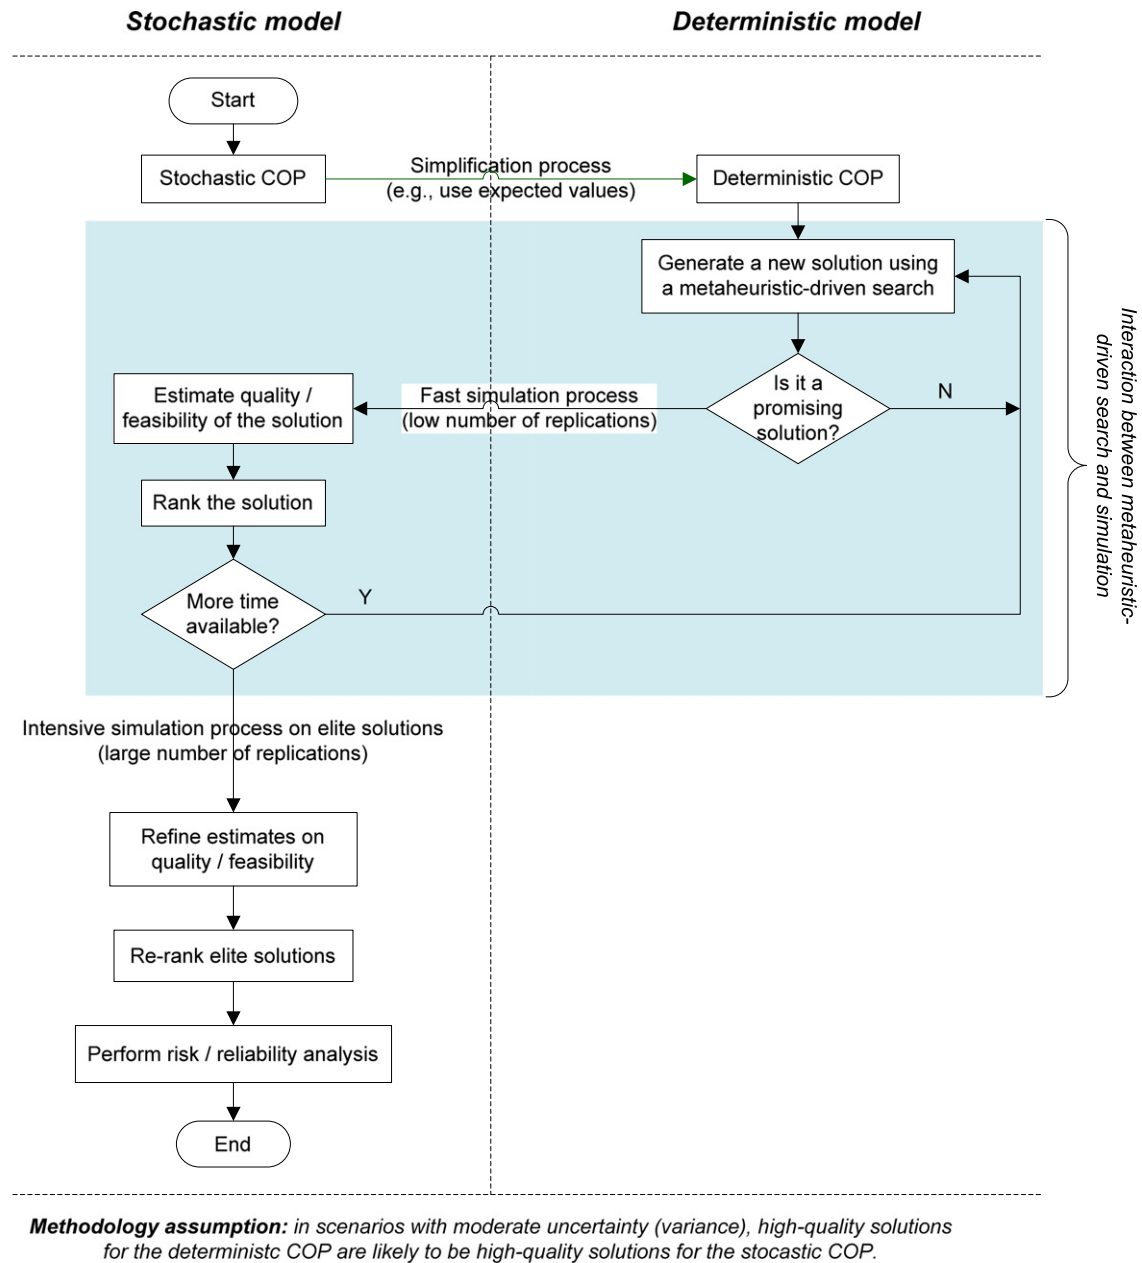 Stochastic model
Deterministic model
Start
Stochastic COP
Simplification process
(e.g., use expected values)
Deterministic COP
Generate a new solution using
a metaheuristic-driven search
Is it a
promising
solution?
N
Fast simulation process
(low number of replications)
Estimate quality /
feasibility of the solution
Rank the solution
More time
available?
Y
Interaction between metaheuristic-
driven search and simulation
Intensive simulation process on elite solutions
(large number of replications)
Refine estimates on
quality / feasibility
Re-rank elite solutions
Perform risk / reliability analysis
End
Methodology assumption: in scenarios with moderate uncertainty (variance), high-quality solutions
for the deterministc COP are likely to be high-quality solutions for the stocastic COP.